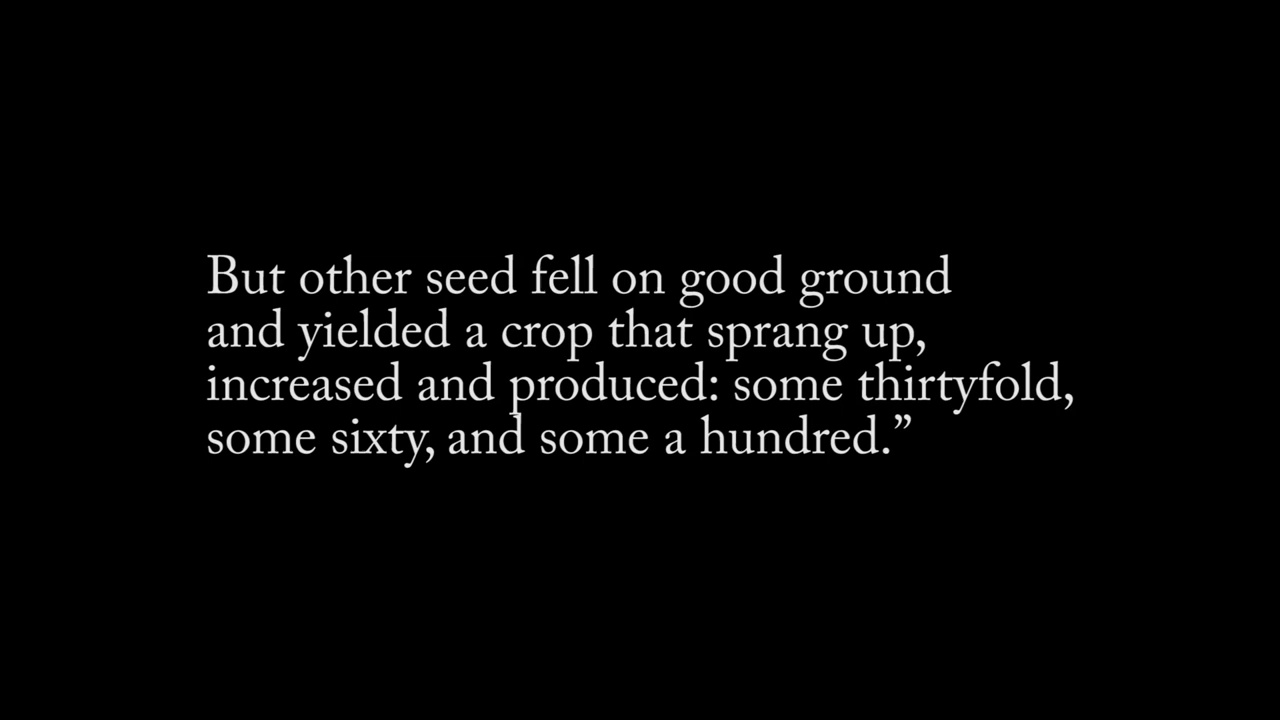 But other seed fell on good ground
and yielded a crop that sprang up,
increased and produced: some thirtyfold,
some sixty, and some a hundred.”